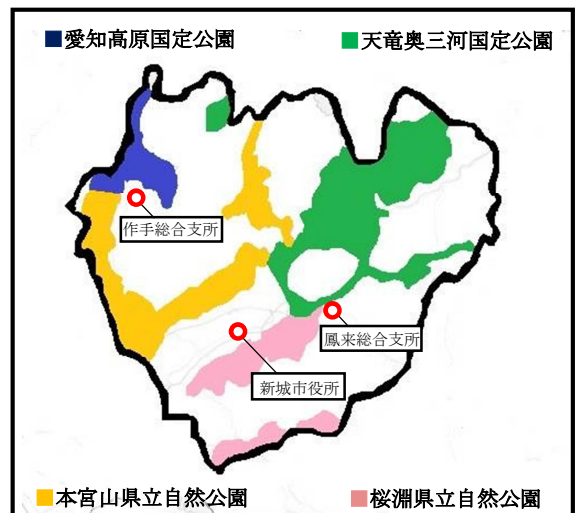 ■愛知高原国定公園
■天竜奥三河国定公園
作手総合支所
鳳来総合支所
新城市役所
■本宮山県立自然公園
■桜淵県立自然公園